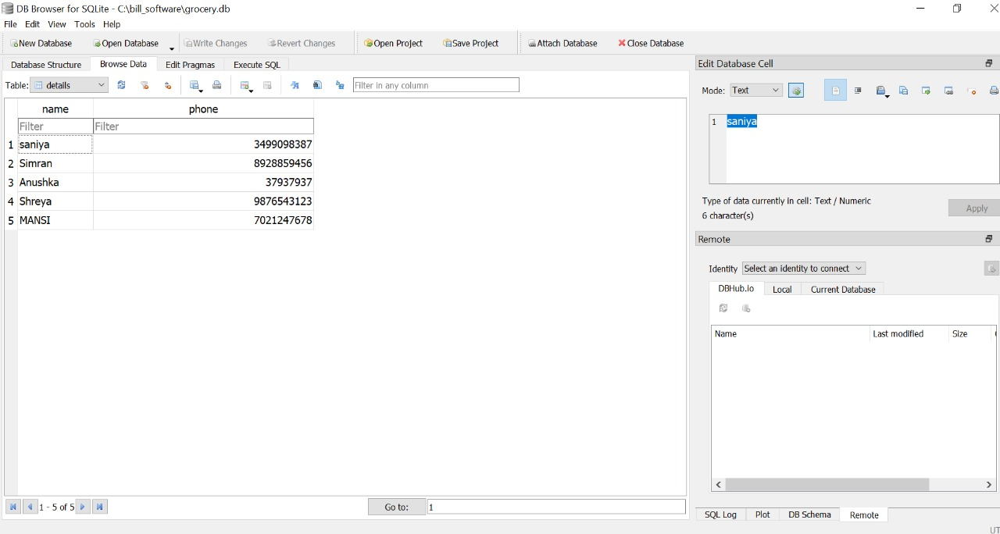 DB Browser for SQLite - C:\bill_software\grocery.db
File Edit View Tools Help
New Database Open Database Write Changes Revert Changes Open Project Save Project Attach Database Close Database
Database Structure Browse Data Edit Pragmas Execute SQL
Table: details Filter in any column
name phone
Filter Filter
1 saniya 3499098387
2 Simran 8928859456
3 Anushka 37937937
4 Shreya 9876543123
5 MANSI 7021247678
1 - 5 of 5 Go to: 1
Edit Database Cell
Mode: Text
1 saniya
Type of data currently in cell: Text / Numeric
6 character(s)
Apply
Remote
Identity Select an identity to connect
DBHub.io Local Current Database
Name Last modified Size
SQL Log Plot DB Schema Remote